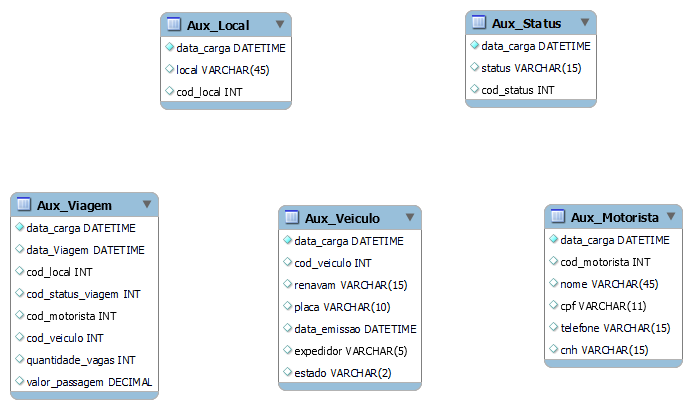 Aux_Local
data_carga DATETIME
local VARCHAR(45)
cod_local INT
Aux_Status
data_carga DATETIME
status VARCHAR(15)
cod_status INT
Aux_Viagem
data_carga DATETIME
data_Viagem DATETIME
cod_local INT
cod_status_viagem INT
cod_motorista INT
cod_veiculo INT
quantidade_vagas INT
valor_passagem DECIMAL
Aux_Veiculo
data_carga DATETIME
cod_veiculo INT
renavam VARCHAR(15)
placa VARCHAR(10)
data_emissao DATETIME
expedidor VARCHAR(5)
estado VARCHAR(2)
Aux_Motorista
data_carga DATETIME
cod_motorista INT
nome VARCHAR(45)
cpf VARCHAR(11)
telefone VARCHAR(15)
cnh VARCHAR(15)